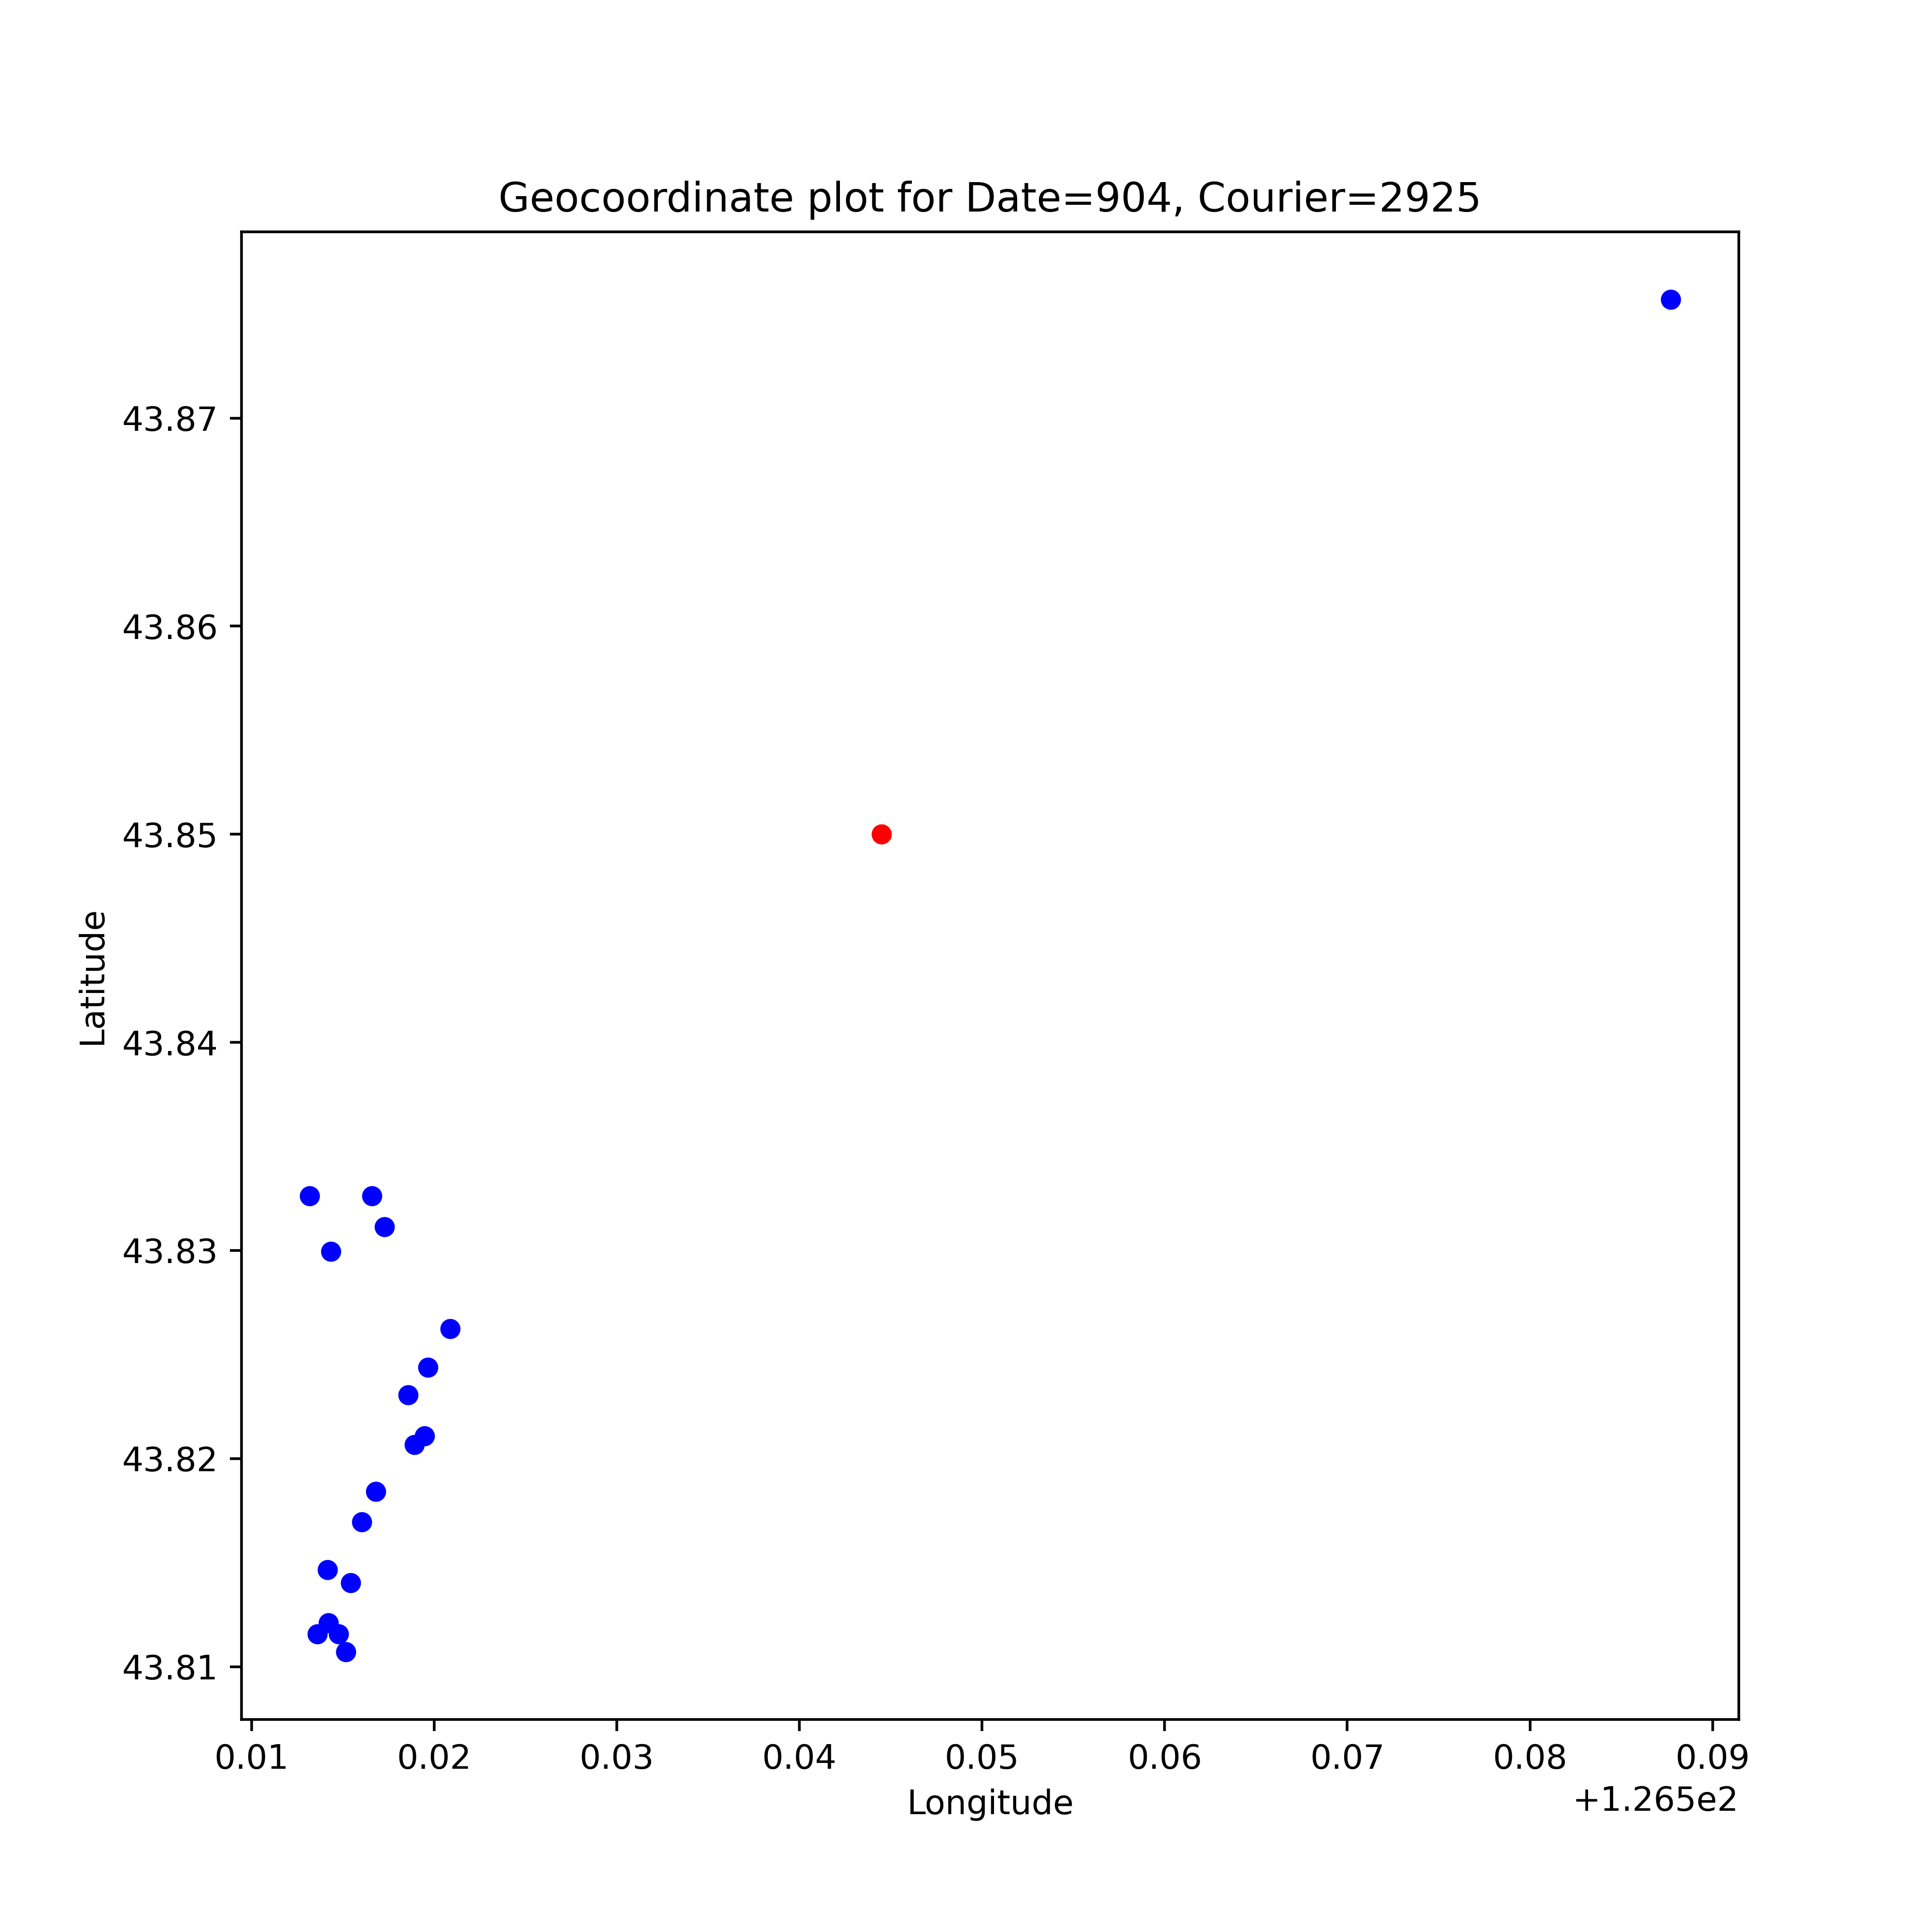 Geocoordinate plot for Date=904, Courier=2925
Latitude
43.87
43.86
43.85
43.84
43.83
43.82
43.81
0.01 0.02 0.03 0.04 0.05 0.06 0.07 0.08 0.09
Longitude
+1.265e2